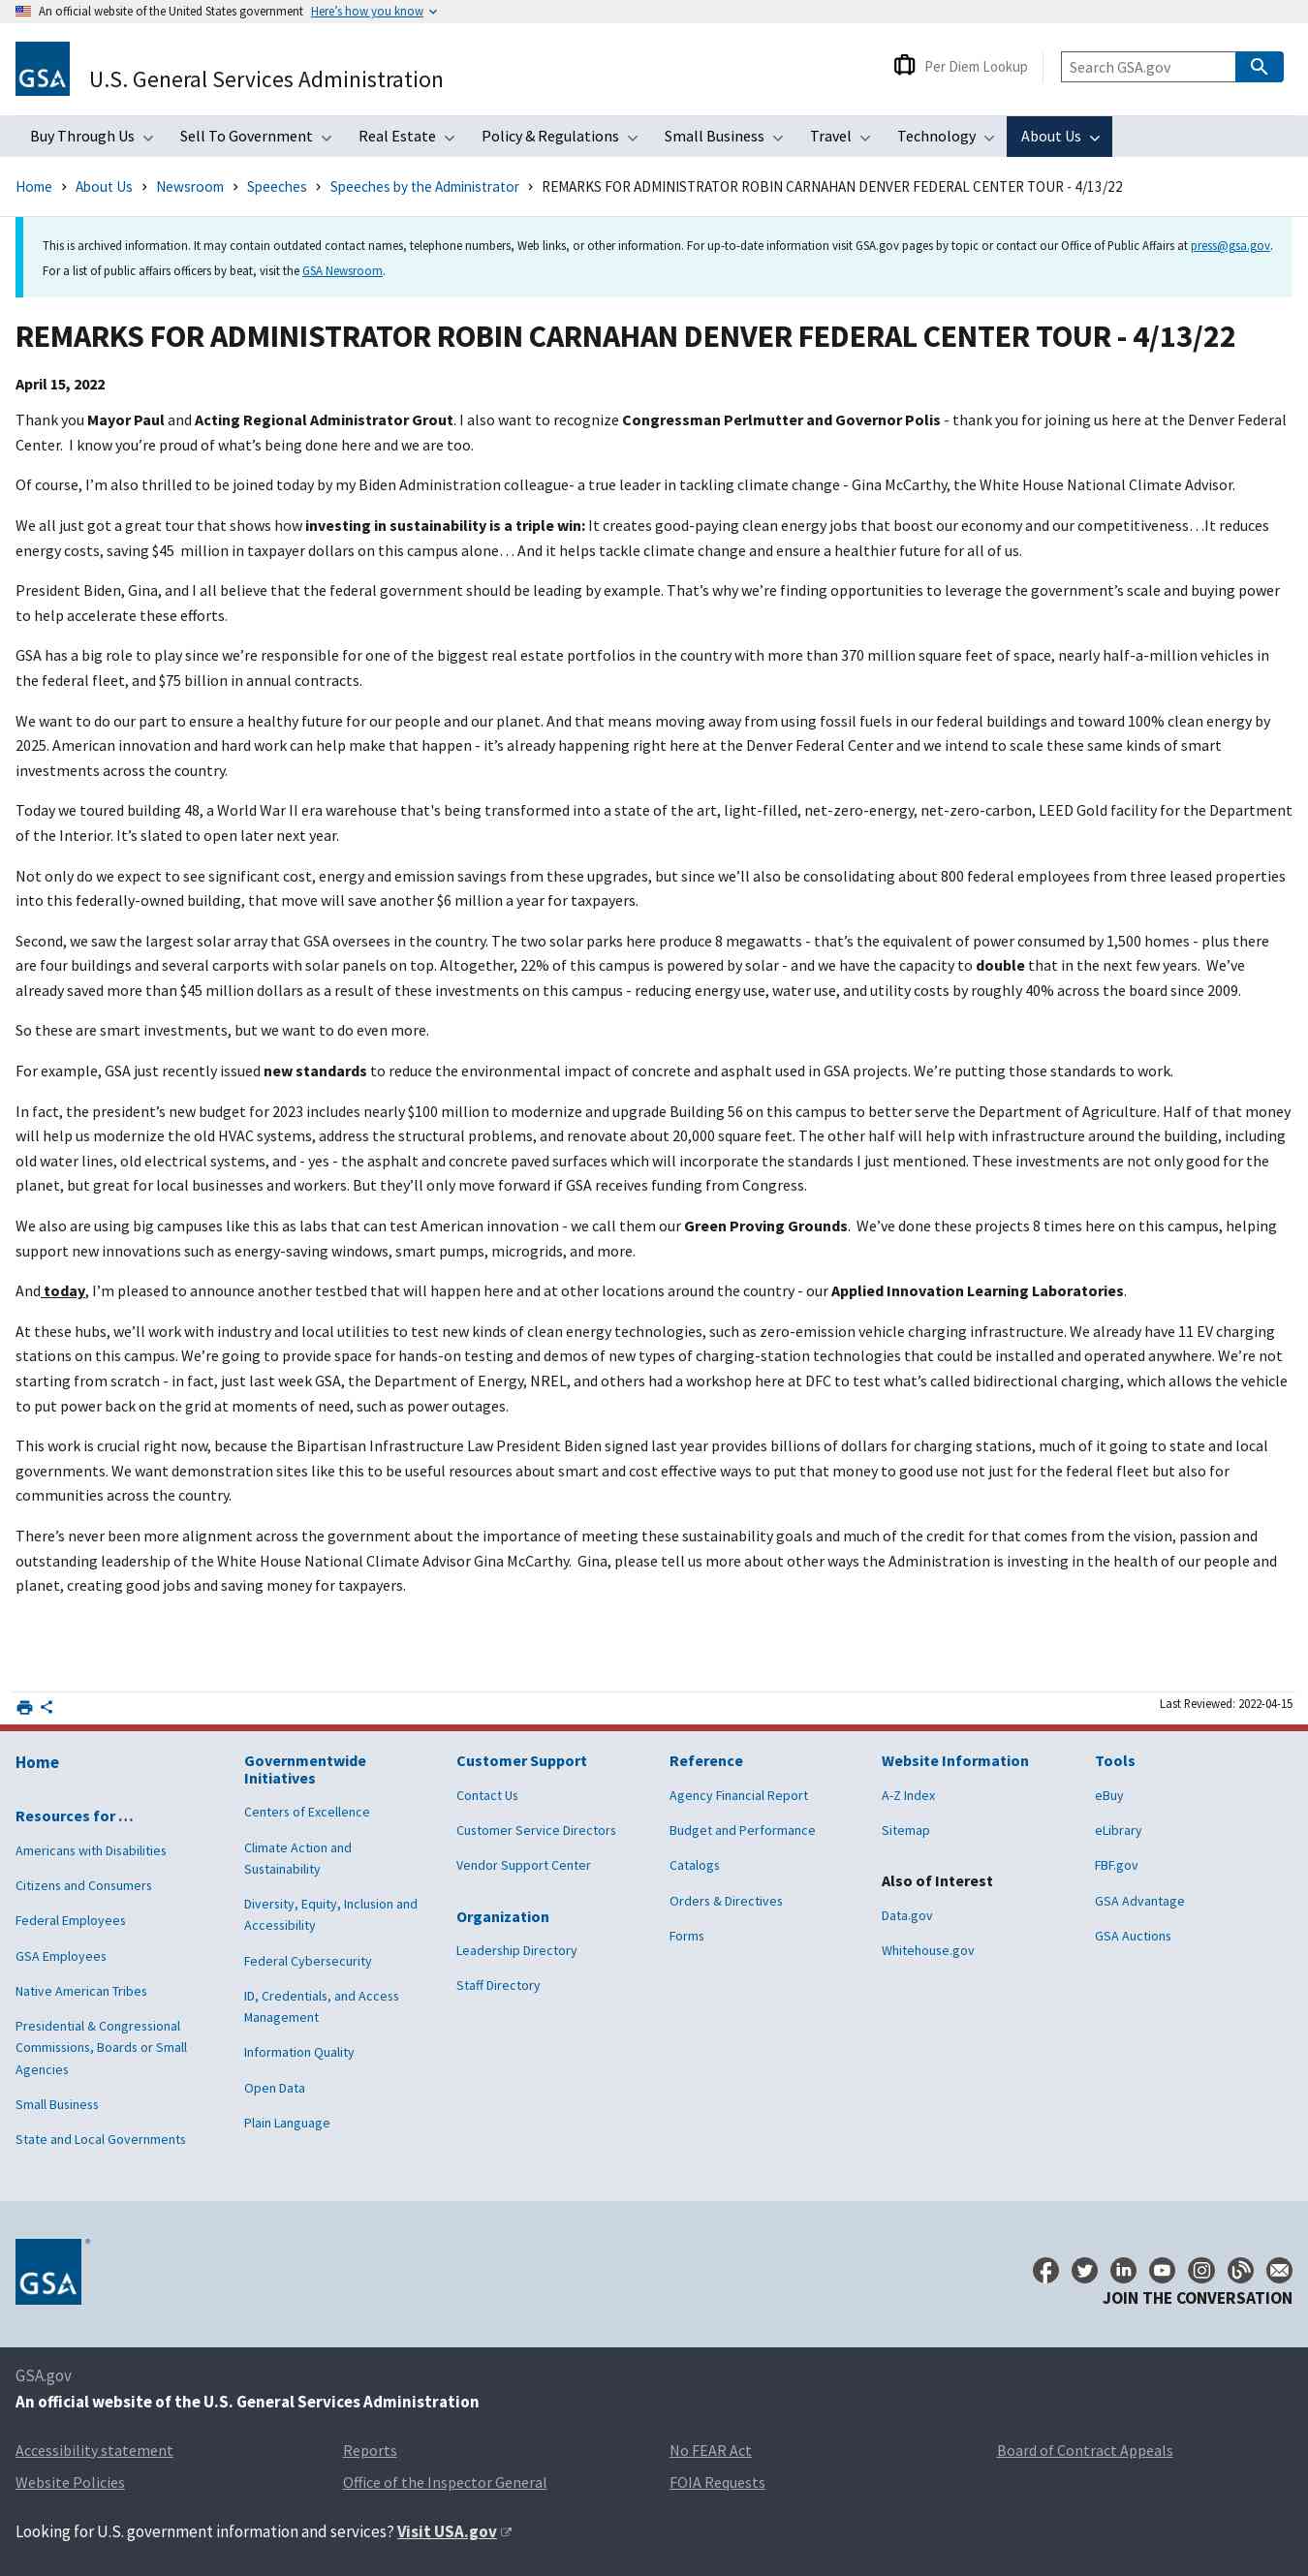 An official website of the United States government Here's how you know
GSA
U.S. General Services Administration
Per Diem Lookup
Search GSA.gov
Buy Through Us Sell To Government Real Estate Policy & Regulations Small Business Travel Technology About Us
Home › About Us › Newsroom › Speeches › Speeches by the Administrator › REMARKS FOR ADMINISTRATOR ROBIN CARNAHAN DENVER FEDERAL CENTER TOUR - 4/13/22
This is archived information. It may contain outdated contact names, telephone numbers, Web links, or other information. For up-to-date information visit GSA.gov pages by topic or contact our Office of Public Affairs at press@gsa.gov.
For a list of public affairs officers by beat, visit the GSA Newsroom.
REMARKS FOR ADMINISTRATOR ROBIN CARNAHAN DENVER FEDERAL CENTER TOUR - 4/13/22
April 15, 2022
Thank you Mayor Paul and Acting Regional Administrator Grout. I also want to recognize Congressman Perlmutter and Governor Polis - thank you for joining us here at the Denver Federal
Center.  I know you're proud of what's being done here and we are too.
Of course, I'm also thrilled to be joined today by my Biden Administration colleague- a true leader in tackling climate change - Gina McCarthy, the White House National Climate Advisor.
We all just got a great tour that shows how investing in sustainability is a triple win: It creates good-paying clean energy jobs that boost our economy and our competitiveness…It reduces
energy costs, saving $45  million in taxpayer dollars on this campus alone… And it helps tackle climate change and ensure a healthier future for all of us.
President Biden, Gina, and I all believe that the federal government should be leading by example. That's why we're finding opportunities to leverage the government's scale and buying power
to help accelerate these efforts.
GSA has a big role to play since we're responsible for one of the biggest real estate portfolios in the country with more than 370 million square feet of space, nearly half-a-million vehicles in
the federal fleet, and $75 billion in annual contracts.
We want to do our part to ensure a healthy future for our people and our planet. And that means moving away from using fossil fuels in our federal buildings and toward 100% clean energy by
2025. American innovation and hard work can help make that happen - it's already happening right here at the Denver Federal Center and we intend to scale these same kinds of smart
investments across the country.
Today we toured building 48, a World War II era warehouse that's being transformed into a state of the art, light-filled, net-zero-energy, net-zero-carbon, LEED Gold facility for the Department
of the Interior. It's slated to open later next year.
Not only do we expect to see significant cost, energy and emission savings from these upgrades, but since we'll also be consolidating about 800 federal employees from three leased properties
into this federally-owned building, that move will save another $6 million a year for taxpayers.
Second, we saw the largest solar array that GSA oversees in the country. The two solar parks here produce 8 megawatts - that's the equivalent of power consumed by 1,500 homes - plus there
are four buildings and several carports with solar panels on top. Altogether, 22% of this campus is powered by solar - and we have the capacity to double that in the next few years.  We've
already saved more than $45 million dollars as a result of these investments on this campus - reducing energy use, water use, and utility costs by roughly 40% across the board since 2009.
So these are smart investments, but we want to do even more.
For example, GSA just recently issued new standards to reduce the environmental impact of concrete and asphalt used in GSA projects. We're putting those standards to work.
In fact, the president's new budget for 2023 includes nearly $100 million to modernize and upgrade Building 56 on this campus to better serve the Department of Agriculture. Half of that money
will help us modernize the old HVAC systems, address the structural problems, and renovate about 20,000 square feet. The other half will help with infrastructure around the building, including
old water lines, old electrical systems, and - yes - the asphalt and concrete paved surfaces which will incorporate the standards I just mentioned. These investments are not only good for the
planet, but great for local businesses and workers. But they'll only move forward if GSA receives funding from Congress.
We also are using big campuses like this as labs that can test American innovation - we call them our Green Proving Grounds.  We've done these projects 8 times here on this campus, helping
support new innovations such as energy-saving windows, smart pumps, microgrids, and more.
And today, I'm pleased to announce another testbed that will happen here and at other locations around the country - our Applied Innovation Learning Laboratories.
At these hubs, we'll work with industry and local utilities to test new kinds of clean energy technologies, such as zero-emission vehicle charging infrastructure. We already have 11 EV charging
stations on this campus. We're going to provide space for hands-on testing and demos of new types of charging-station technologies that could be installed and operated anywhere. We're not
starting from scratch - in fact, just last week GSA, the Department of Energy, NREL, and others had a workshop here at DFC to test what's called bidirectional charging, which allows the vehicle
to put power back on the grid at moments of need, such as power outages.
This work is crucial right now, because the Bipartisan Infrastructure Law President Biden signed last year provides billions of dollars for charging stations, much of it going to state and local
governments. We want demonstration sites like this to be useful resources about smart and cost effective ways to put that money to good use not just for the federal fleet but also for
communities across the country.
There's never been more alignment across the government about the importance of meeting these sustainability goals and much of the credit for that comes from the vision, passion and
outstanding leadership of the White House National Climate Advisor Gina McCarthy.  Gina, please tell us more about other ways the Administration is investing in the health of our people and
planet, creating good jobs and saving money for taxpayers.
Last Reviewed: 2022-04-15
Home
Resources for …
Americans with Disabilities
Citizens and Consumers
Federal Employees
GSA Employees
Native American Tribes
Presidential & Congressional
Commissions, Boards or Small
Agencies
Small Business
State and Local Governments
Governmentwide
Initiatives
Centers of Excellence
Climate Action and
Sustainability
Diversity, Equity, Inclusion and
Accessibility
Federal Cybersecurity
ID, Credentials, and Access
Management
Information Quality
Open Data
Plain Language
Customer Support
Contact Us
Customer Service Directors
Vendor Support Center
Organization
Leadership Directory
Staff Directory
Reference
Agency Financial Report
Budget and Performance
Catalogs
Orders & Directives
Forms
Website Information
A-Z Index
Sitemap
Also of Interest
Data.gov
Whitehouse.gov
Tools
eBuy
eLibrary
FBF.gov
GSA Advantage
GSA Auctions
GSA ®
JOIN THE CONVERSATION
GSA.gov
An official website of the U.S. General Services Administration
Accessibility statement Reports No FEAR Act Board of Contract Appeals
Website Policies Office of the Inspector General FOIA Requests
Looking for U.S. government information and services? Visit USA.gov